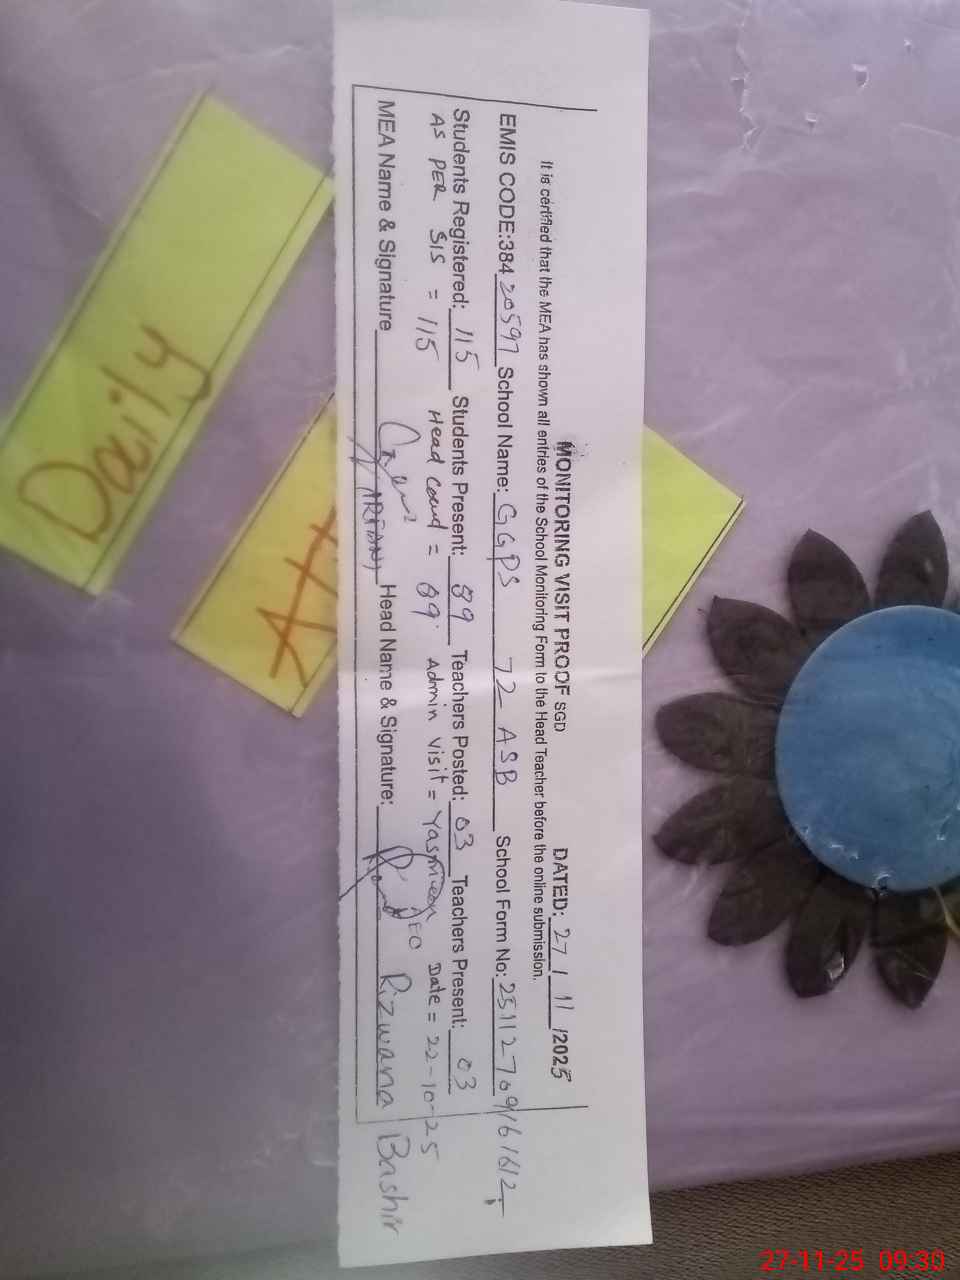 MONITORING VISIT PROOF SGD DATED: 27/11/2025
It is certified that the MEA has shown all entries of the School Monitoring Form to the Head Teacher before the online submission.
EMIS CODE:38420597 School Name: GGPS 72 ASB School Form No: 25112709161612
Students Registered: 115 Students Present: 89 Teachers Posted: 03 Teachers Present: 03
AS PER SIS = 115 Head Count = 89 Admin Visit = Yasmeen DEO Date = 22-10-25
MEA Name & Signature Head Name & Signature: Rizwana Bashir
Daily
Att
27-11-25 09:30